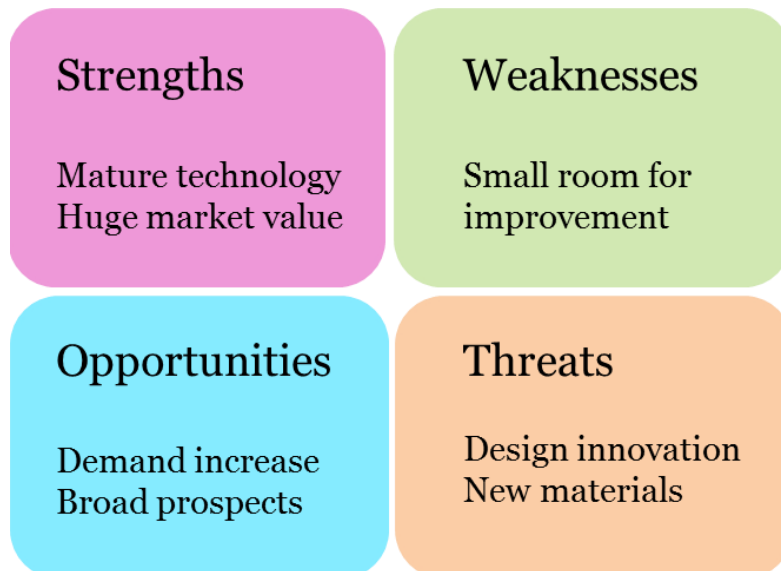 Strengths
Mature technology
Huge market value
Weaknesses
Small room for
improvement
Opportunities
Demand increase
Broad prospects
Threats
Design innovation
New materials